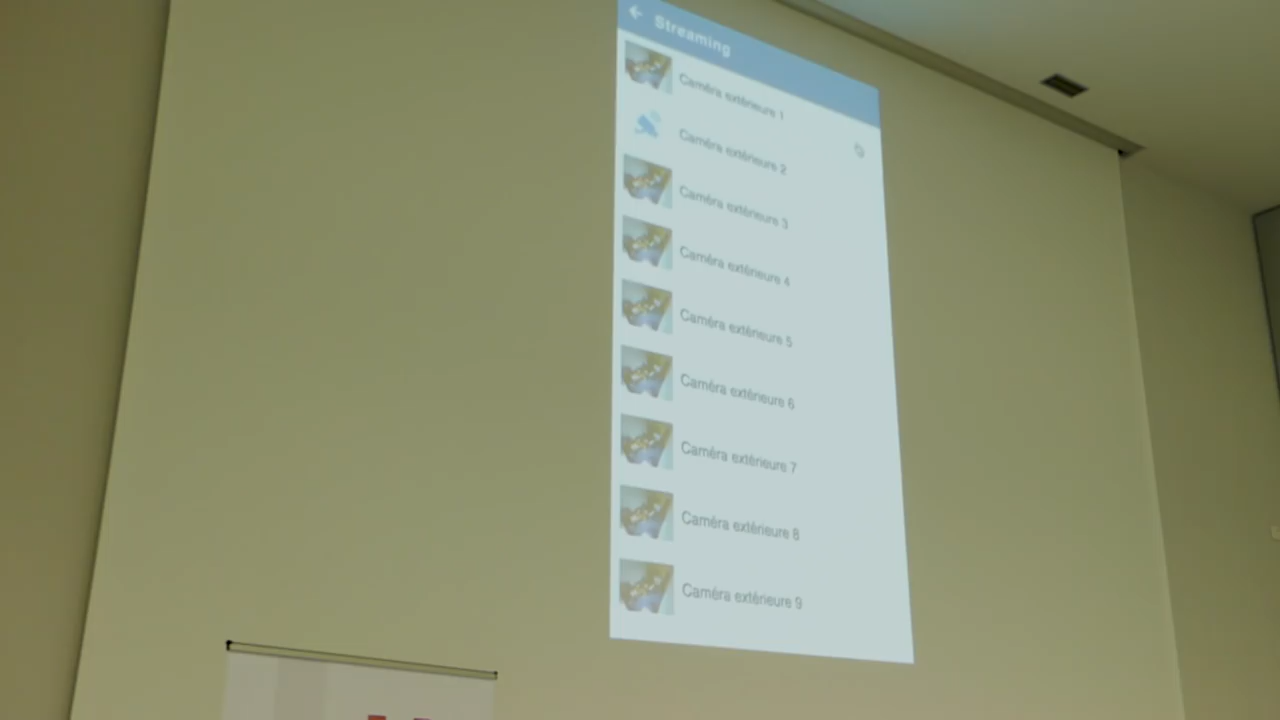 Streaming
Caméra extérieure 1
Caméra extérieure 2
Caméra extérieure 3
Caméra extérieure 4
Caméra extérieure 5
Caméra extérieure 6
Caméra extérieure 7
Caméra extérieure 8
Caméra extérieure 9